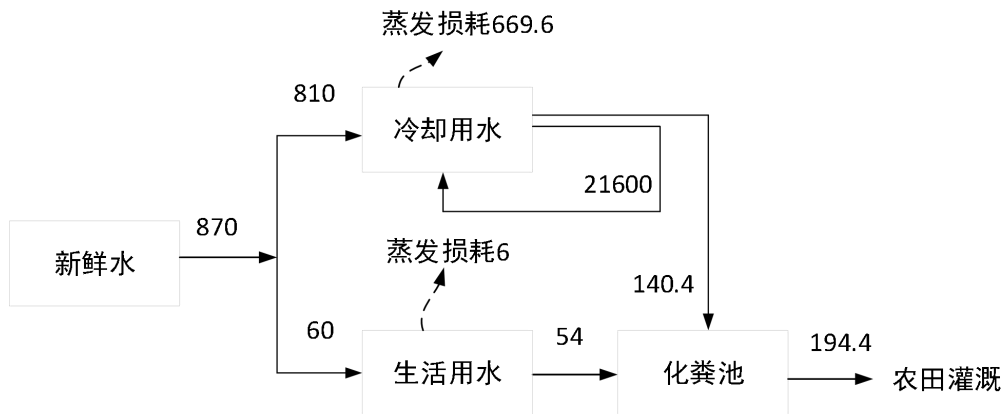 蒸发损耗669.6
810
冷却用水
21600
870
新鲜水
蒸发损耗6
140.4
60
54
194.4
生活用水
化粪池
农田灌溉